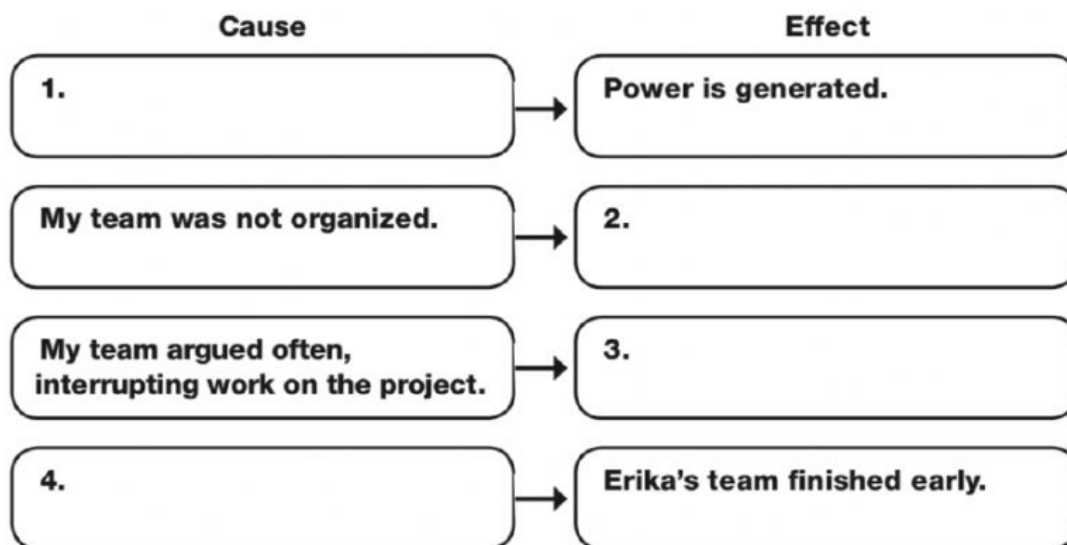 Cause
Effect
1.
Power is generated.
My team was not organized.
2.
My team argued often,
interrupting work on the project.
3.
4.
Erika’s team finished early.